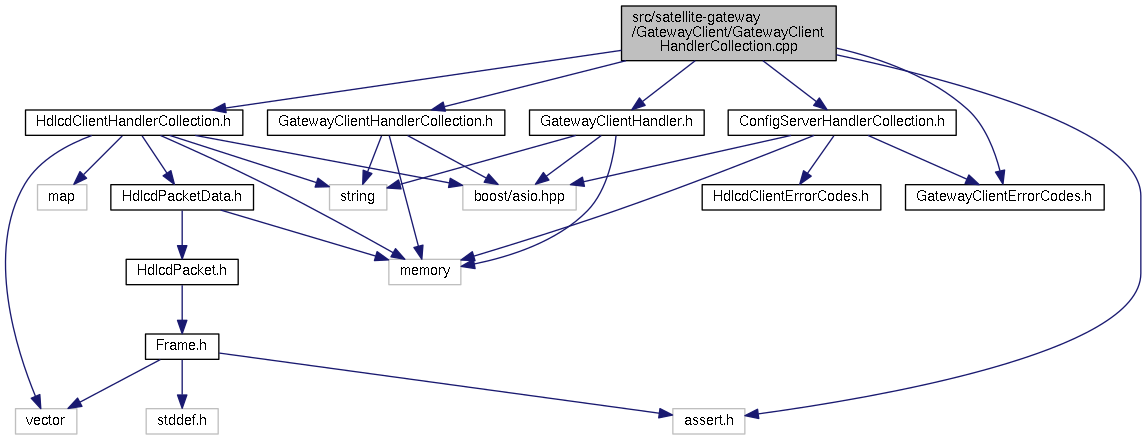 src/satellite-gateway
/GatewayClient/GatewayClient
HandlerCollection.cpp
HdlcdClientHandlerCollection.h
GatewayClientHandlerCollection.h
GatewayClientHandler.h
ConfigServerHandlerCollection.h
map
HdlcdPacketData.h
string
boost/asio.hpp
HdlcdClientErrorCodes.h
GatewayClientErrorCodes.h
HdlcdPacket.h
memory
Frame.h
vector
stddef.h
assert.h